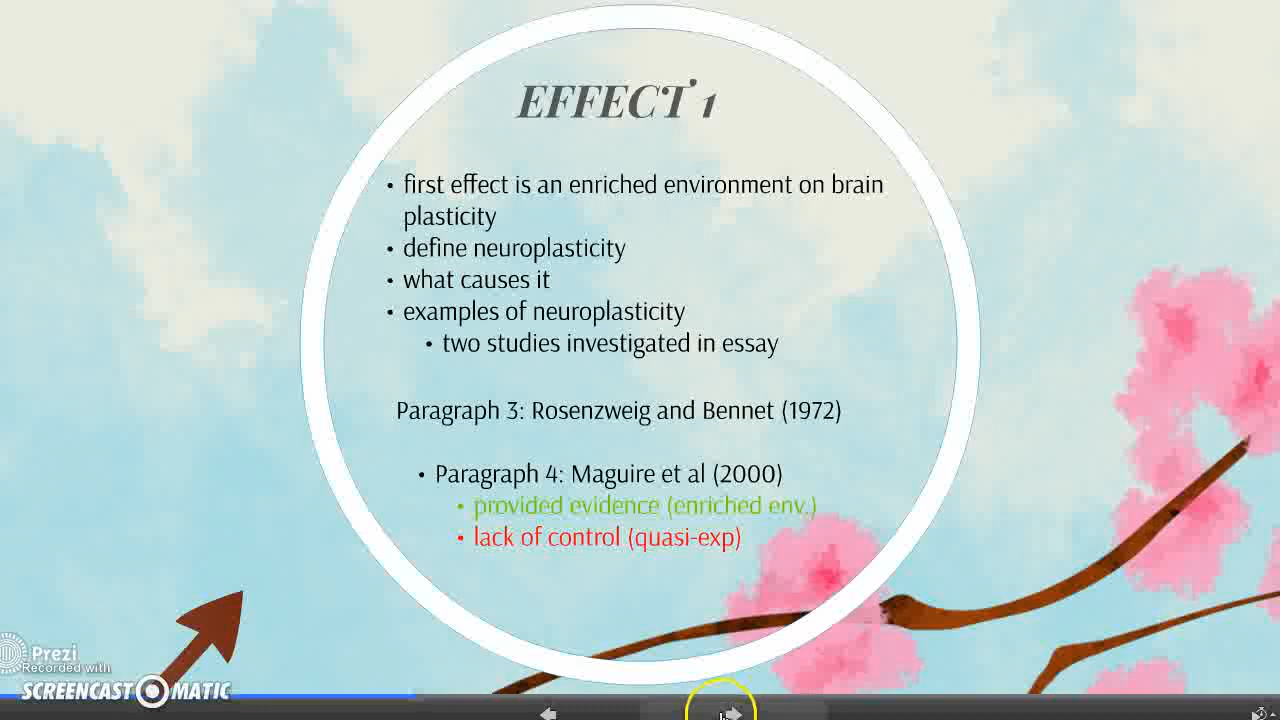 EFFECT 1
• first effect is an enriched environment on brain
plasticity
• define neuroplasticity
• what causes it
• examples of neuroplasticity
• two studies investigated in essay
Paragraph 3: Rosenzweig and Bennet (1972)
• Paragraph 4: Maguire et al (2000)
• provided evidence (enriched env.)
• lack of control (quasi-exp)
Prezi
Recorded with
SCREENCAST MATIC